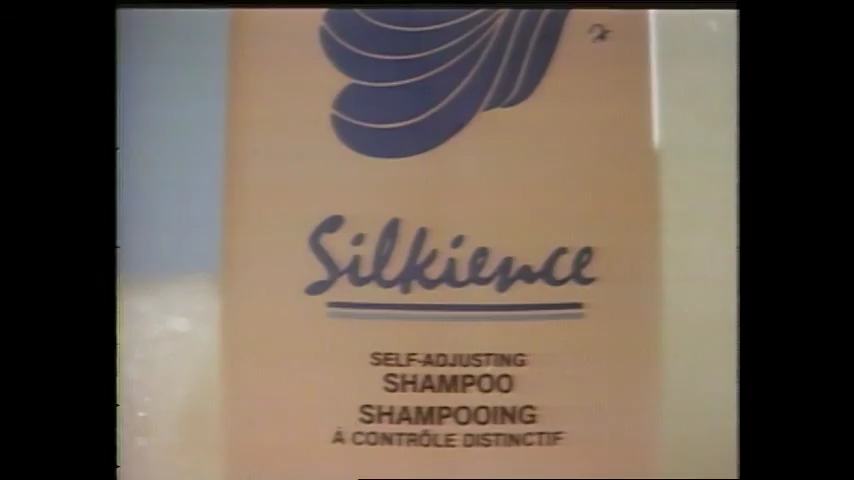 Silkience
SELF-ADJUSTING
SHAMPOO
SHAMPOOING
À CONTRÔLE DISTINCTIF